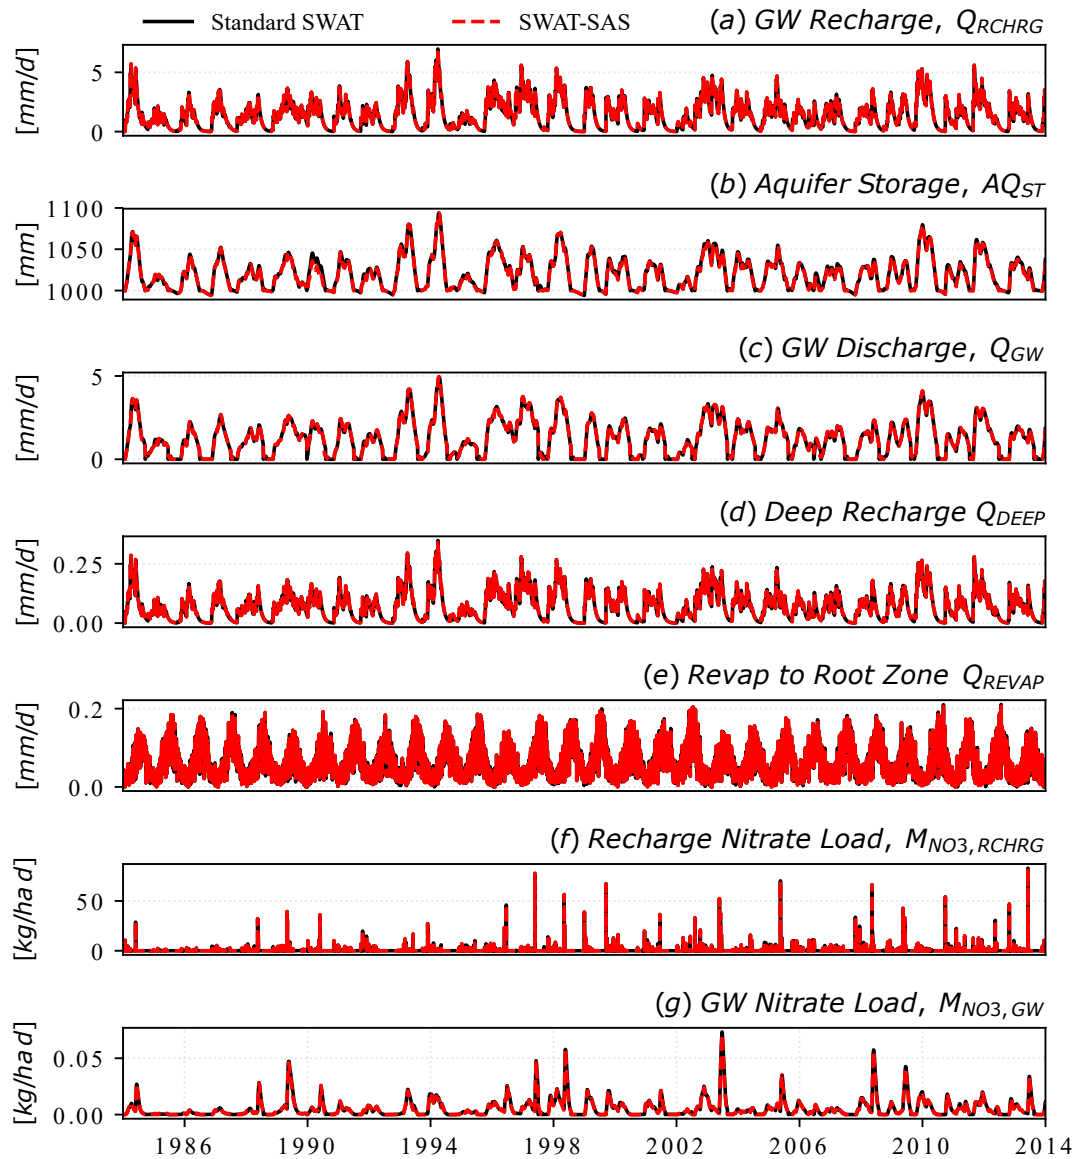 Standard SWAT
SWAT-SAS
(a) GW Recharge, Q_RCHRG
[mm/d]
5
0
(b) Aquifer Storage, AQ_ST
[mm]
1100
1050
1000
(c) GW Discharge, Q_GW
[mm/d]
5
0
(d) Deep Recharge Q_DEEP
[mm/d]
0.25
0.00
(e) Revap to Root Zone Q_REVAP
[mm/d]
0.2
0.0
(f) Recharge Nitrate Load, M_NO3,RCHRG
[kg/ha d]
50
0
(g) GW Nitrate Load, M_NO3,GW
[kg/ha d]
0.05
0.00
1986 1990 1994 1998 2002 2006 2010 2014